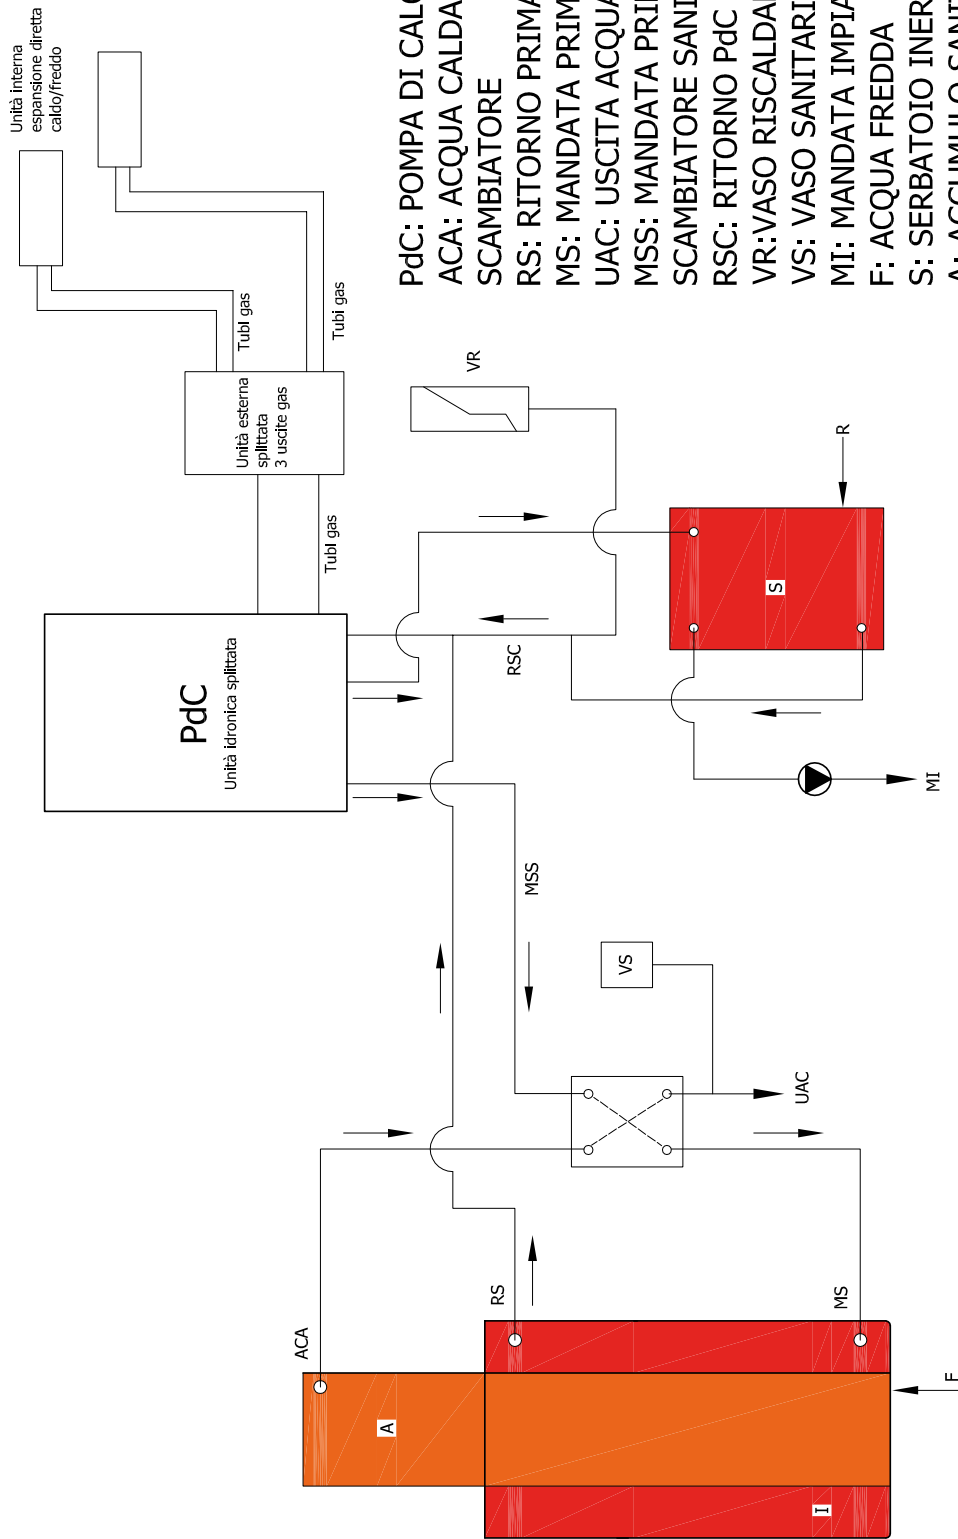 Unità interna
espansione diretta
caldo/freddo
Tubi gas
Tubi gas
Unità esterna
splittata
3 uscite gas
Tubi gas
PdC
Unità idronica splittata
VR
R
S
RSC
MI
MSS
VS
UAC
ACA
RS
MS
A
I
F
PdC: POMPA DI CALO
ACA: ACQUA CALDA
SCAMBIATORE
RS: RITORNO PRIMA
MS: MANDATA PRIM
UAC: USCITA ACQUA
MSS: MANDATA PRI
SCAMBIATORE SANI
RSC: RITORNO PdC
VR:VASO RISCALDA
VS: VASO SANITARI
MI: MANDATA IMPIA
F: ACQUA FREDDA
S: SERBATOIO INER
A: ACCUMULO SANI